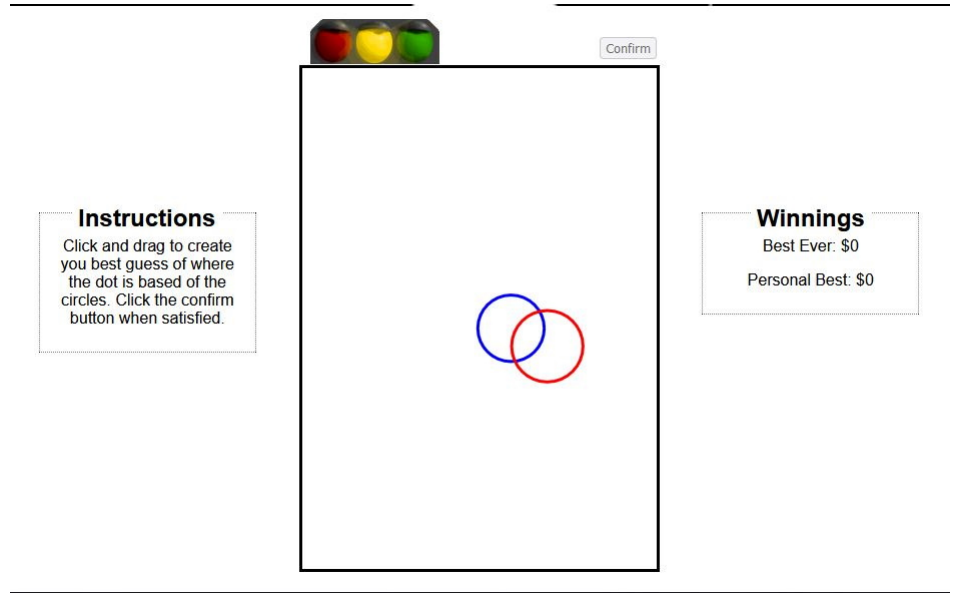 Confirm
Instructions
Click and drag to create
you best guess of where
the dot is based of the
circles. Click the confirm
button when satisfied.
Winnings
Best Ever: $0
Personal Best: $0